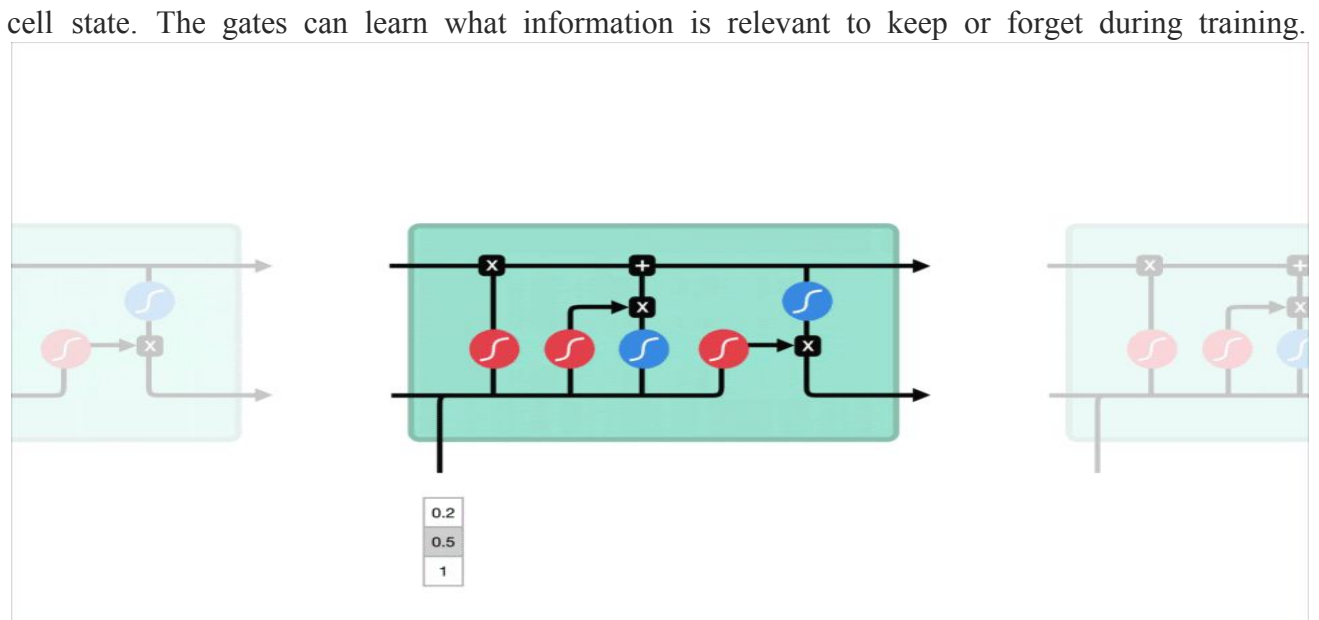 cell state. The gates can learn what information is relevant to keep or forget during training.
x + x +
x x
x x
0.2
0.5
1